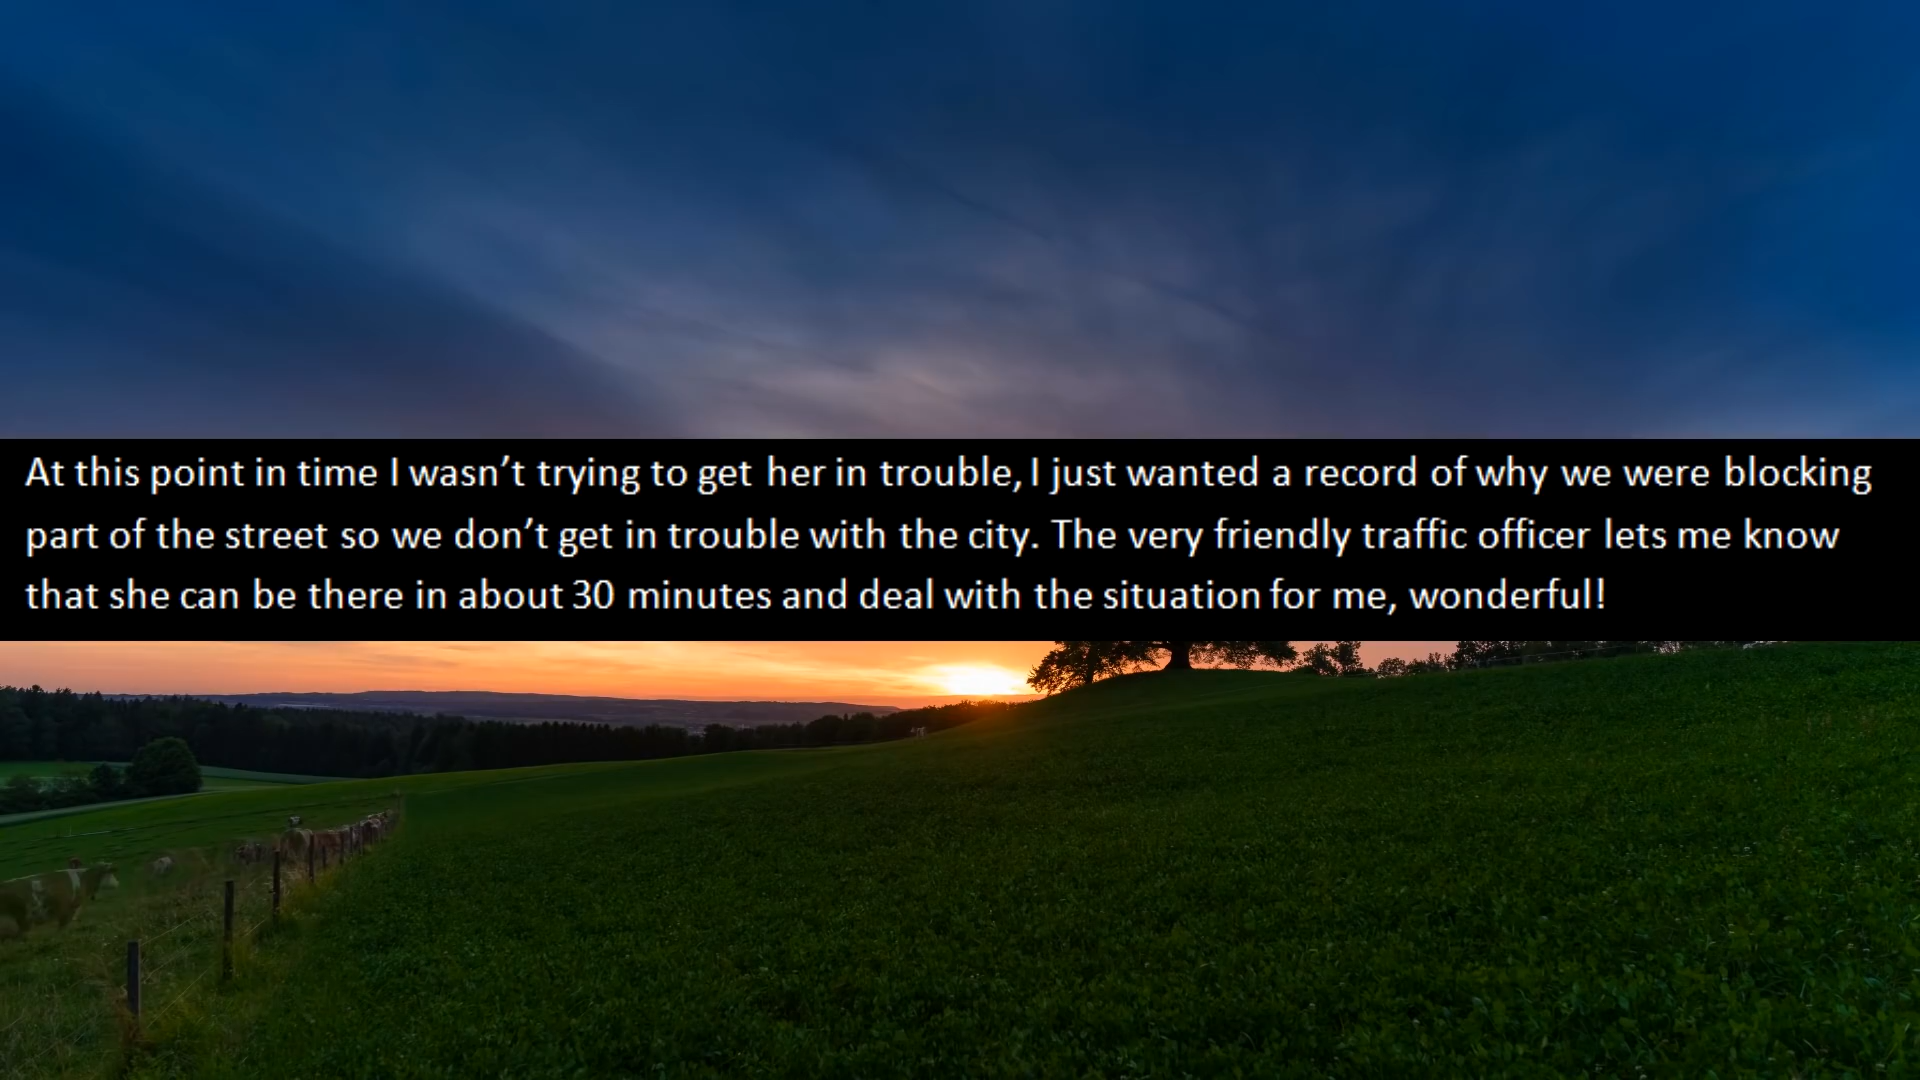 At this point in time I wasn’t trying to get her in trouble, I just wanted a record of why we were blocking
part of the street so we don’t get in trouble with the city. The very friendly traffic officer lets me know
that she can be there in about 30 minutes and deal with the situation for me, wonderful!